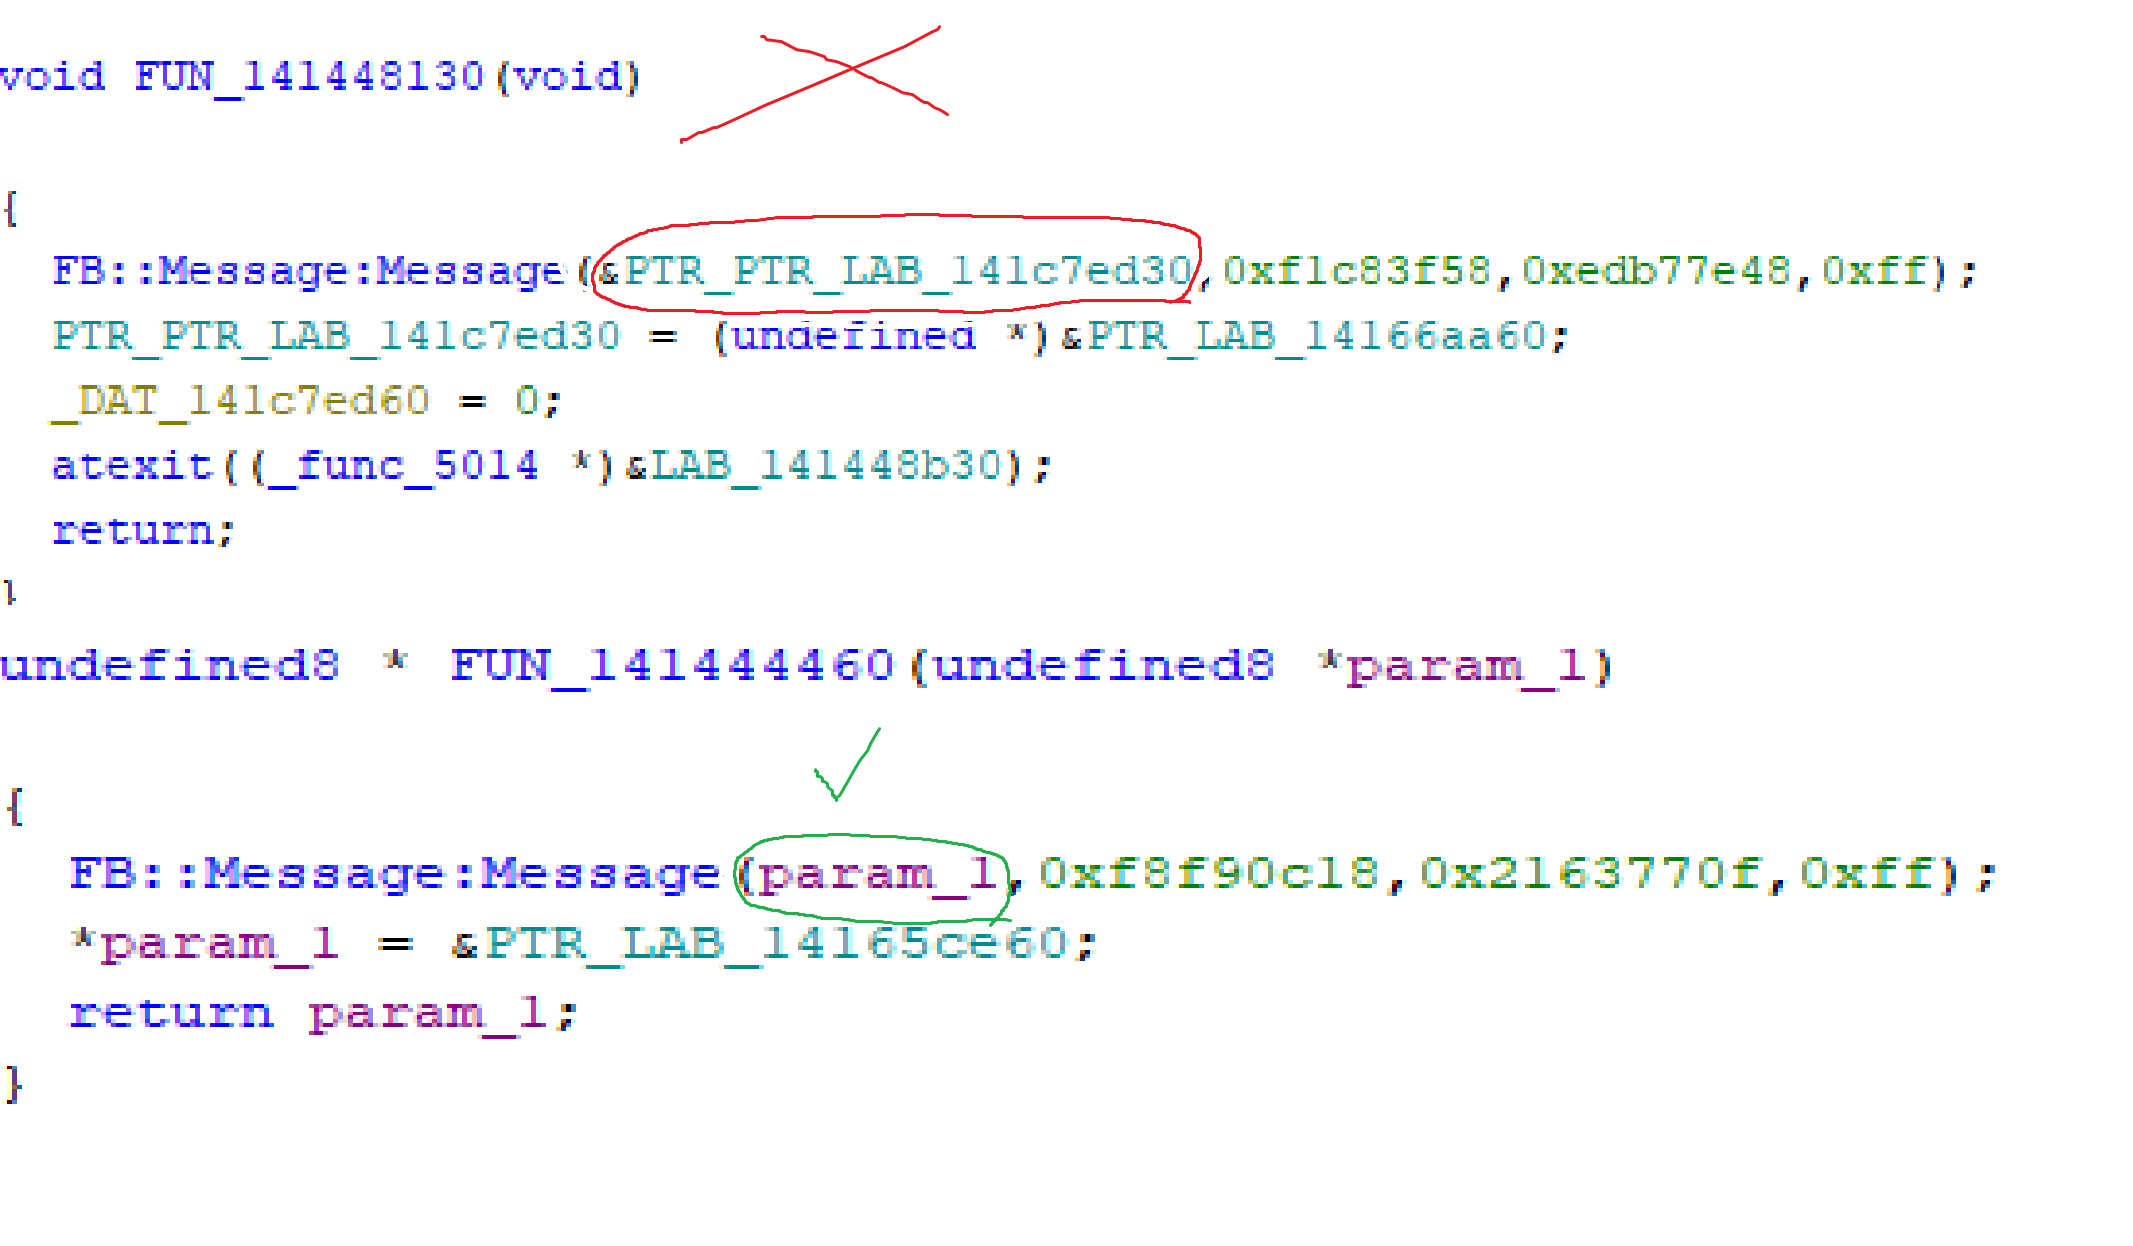 void FUN_141448130(void)
{
FB::Message:Message(&PTR_PTR_LAB_141c7ed30,0xf1c83f58,0xedb77e48,0xff);
PTR_PTR_LAB_141c7ed30 = (undefined *)&PTR_LAB_14166aa60;
_DAT_141c7ed60 = 0;
atexit((_func_5014 *)&LAB_141448b30);
return;
}
undefined8 * FUN_141444460(undefined8 *param_1)
{
FB::Message:Message(param_1,0xf8f90c18,0x2163770f,0xff);
*param_1 = &PTR_LAB_14165ce60;
return param_1;
}